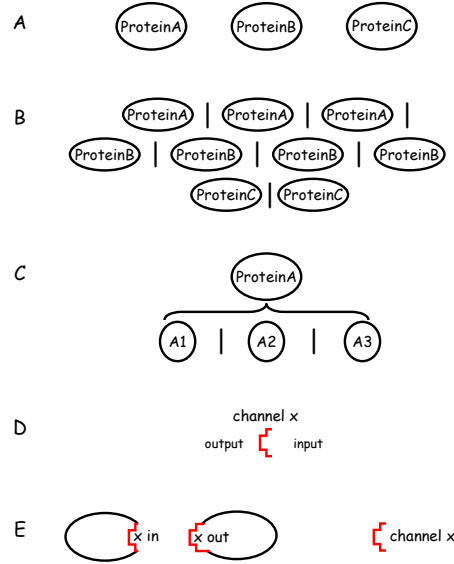 A ProteinA ProteinB ProteinC
B ProteinA | ProteinA | ProteinA |
ProteinB | ProteinB | ProteinB | ProteinB
ProteinC | ProteinC
C ProteinA
A1 | A2 | A3
D channel x
output input
E x in x out channel x